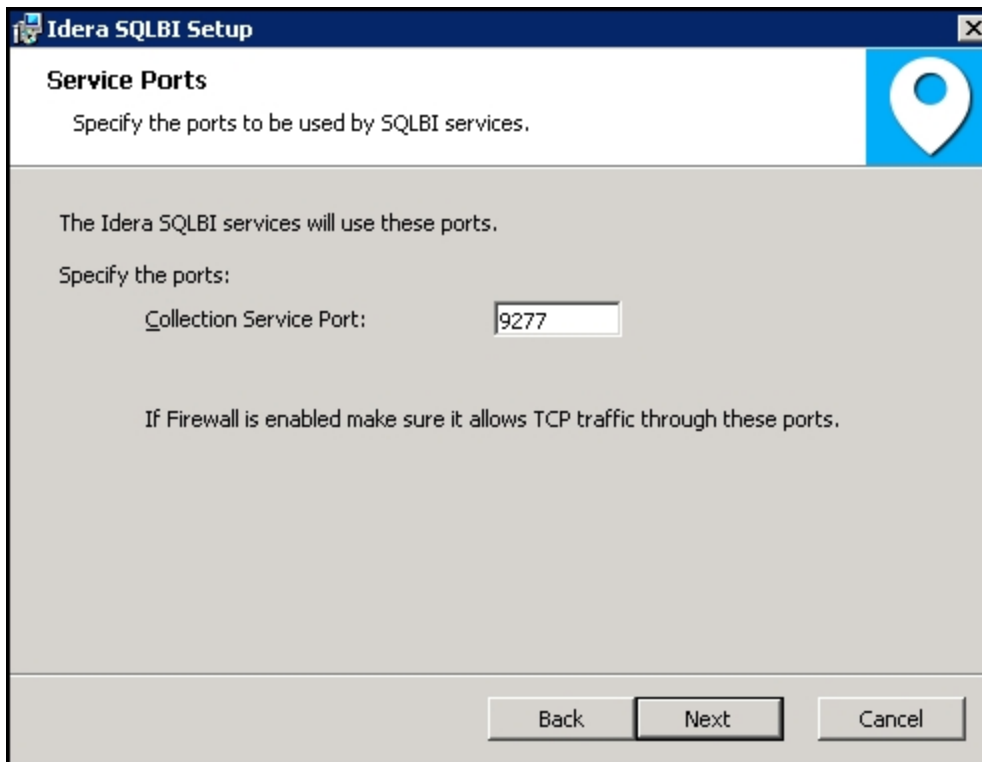 Idera SQLBI Setup
Service Ports
Specify the ports to be used by SQLBI services.
The Idera SQLBI services will use these ports.
Specify the ports:
Collection Service Port: 9277
If Firewall is enabled make sure it allows TCP traffic through these ports.
Back Next Cancel